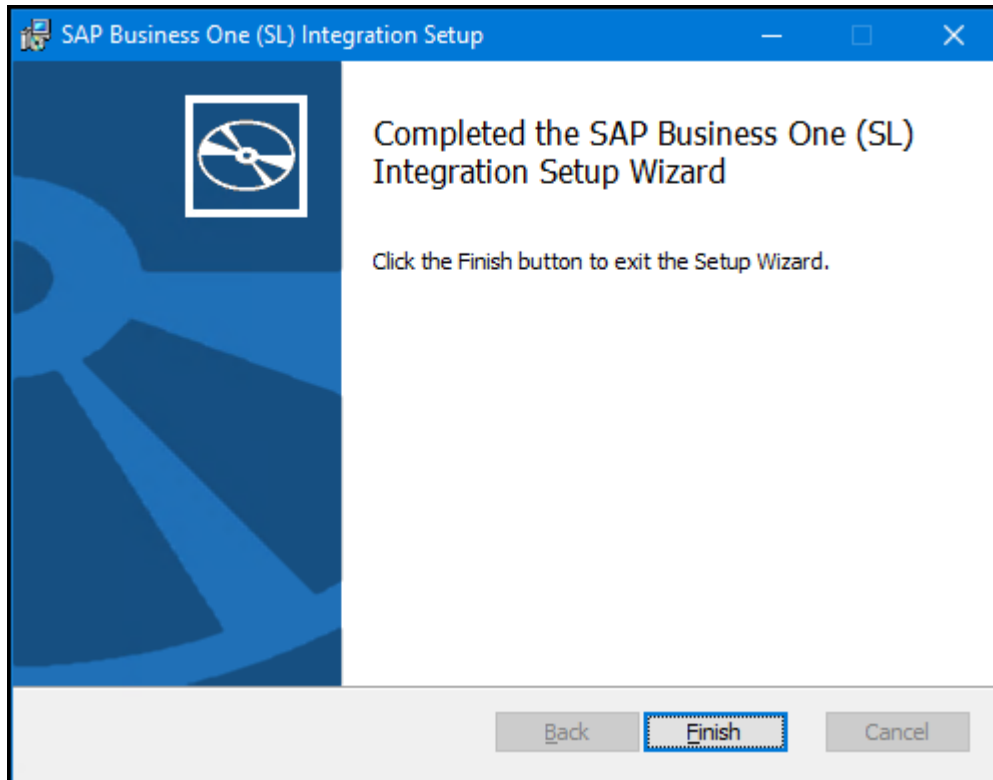 SAP Business One (SL) Integration Setup
Completed the SAP Business One (SL)
Integration Setup Wizard
Click the Finish button to exit the Setup Wizard.
Back
Finish
Cancel